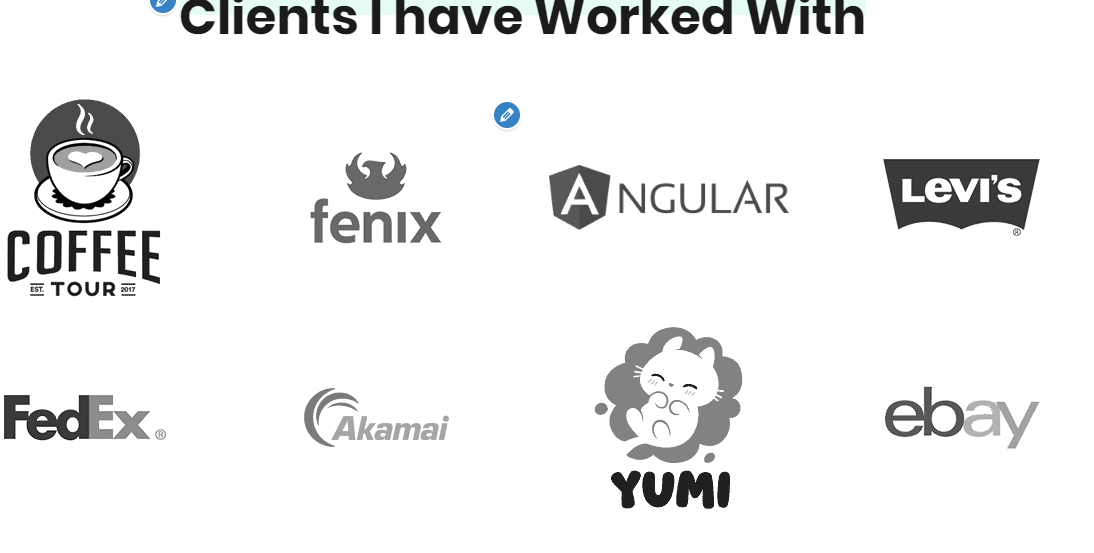 Clients I have Worked With
COFFEE
EST. TOUR 2017
fenix
ANGULAR
LEVI'S
®
FedEx ®
Akamai
YUMI
ebay